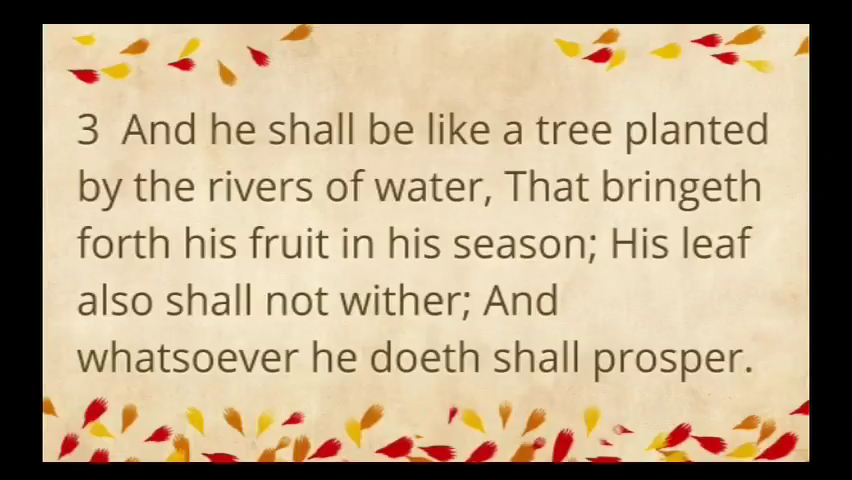 3 And he shall be like a tree planted
by the rivers of water, That bringeth
forth his fruit in his season; His leaf
also shall not wither; And
whatsoever he doeth shall prosper.